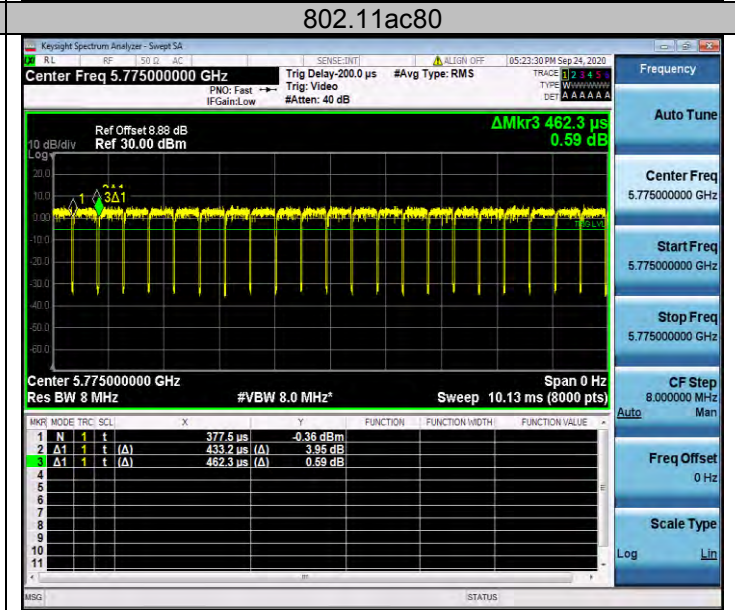 802.11ac80
Keysight Spectrum Analyzer - Swept SA
RL RF 50 Ω AC SENSE:INT ALIGN OFF 05:23:30 PM Sep 24, 2020
Center Freq 5.775000000 GHz
PNO: Fast
IFGain:Low
Trig Delay-200.0 µs
Trig: Video
#Atten: 40 dB
#Avg Type: RMS
TRACE 1 2 3 4 5 6
TYPE WWWWWW
DET A A A A A A
Frequency
Auto Tune
Center Freq
5.775000000 GHz
Start Freq
5.775000000 GHz
Stop Freq
5.775000000 GHz
CF Step
8.000000 MHz
Auto Man
Freq Offset
0 Hz
Scale Type
Log Lin
ΔMkr3 462.3 µs
0.59 dB
Ref Offset 8.88 dB
10 dB/div Ref 30.00 dBm
Log
20.0
10.0
0.00
-10.0
-20.0
-30.0
-40.0
-50.0
-60.0
1
3Δ1
TRIG LVL
Center 5.775000000 GHz Span 0 Hz
Res BW 8 MHz #VBW 8.0 MHz* Sweep 10.13 ms (8000 pts)
MKR MODE TRC SCL X Y FUNCTION FUNCTION WIDTH FUNCTION VALUE
1 N 1 t 377.5 µs -0.36 dBm
2 Δ1 1 t (Δ) 433.2 µs (Δ) 3.95 dB
3 Δ1 1 t (Δ) 462.3 µs (Δ) 0.59 dB
4
5
6
7
8
9
10
11
MSG STATUS